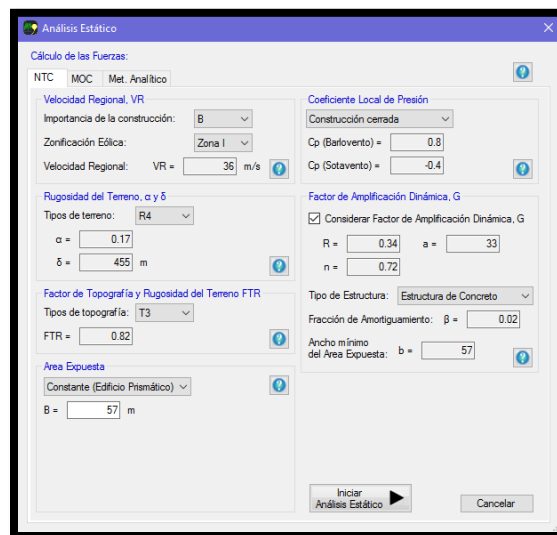 Análisis Estático
Cálculo de las Fuerzas:
NTC MOC Met. Analítico
Velocidad Regional, VR
Importancia de la construcción: B
Zonificación Eólica: Zona I
Velocidad Regional: VR = 36 m/s
Rugosidad del Terreno, α y δ
Tipos de terreno: R4
α = 0.17
δ = 455 m
Factor de Topografía y Rugosidad del Terreno FTR
Tipos de topografía: T3
FTR = 0.82
Area Expuesta
Constante (Edificio Prismático)
B = 57 m
Coeficiente Local de Presión
Construcción cerrada
Cp (Barlovento) = 0.8
Cp (Sotavento) = -0.4
Factor de Amplificación Dinámica, G
Considerar Factor de Amplificación Dinámica, G
R = 0.34 a = 33
n = 0.72
Tipo de Estructura: Estructura de Concreto
Fracción de Amortiguamiento: β = 0.02
Ancho mínimo
del Area Expuesta: b = 57
Iniciar
Análisis Estático
Cancelar